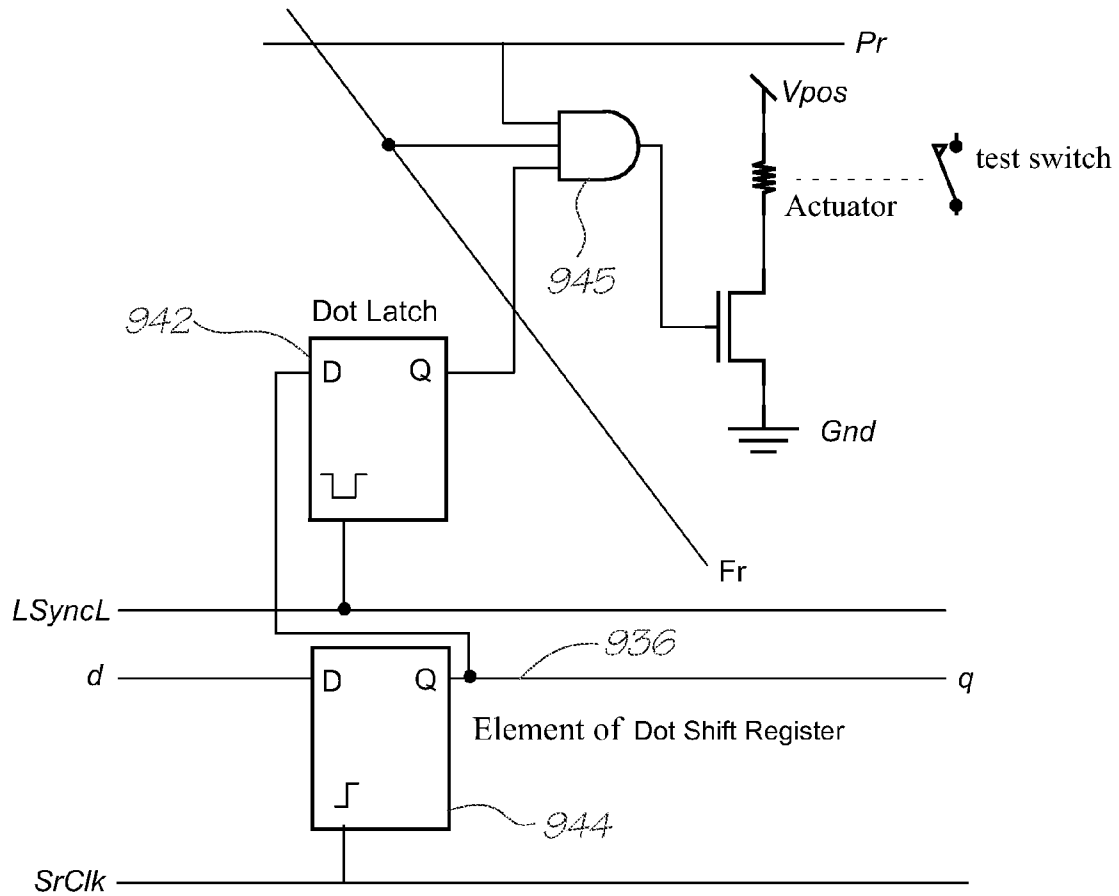 Pr
Vpos
test switch
Actuator
945
942
Dot Latch
D Q
Gnd
Fr
LSyncL
936
d
D Q
q
Element of Dot Shift Register
944
SrClk